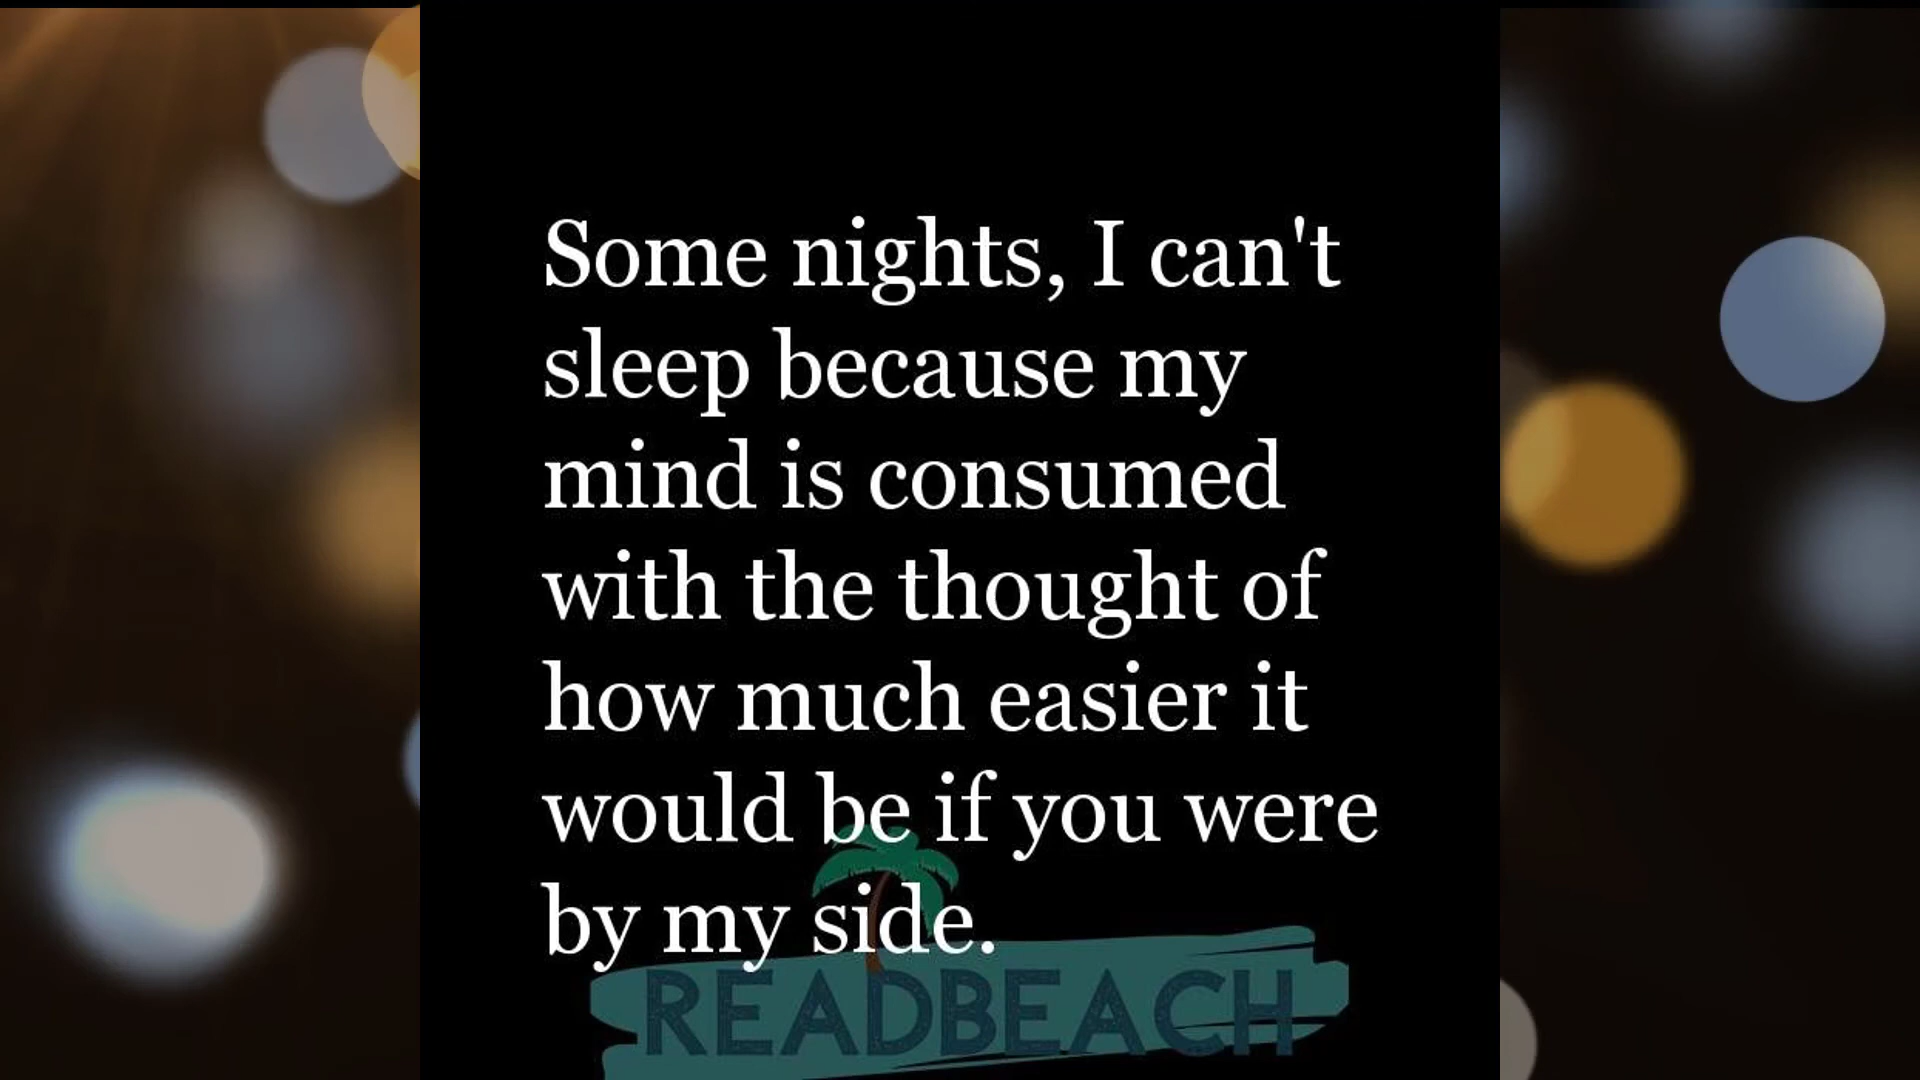 Some nights, I can't
sleep because my
mind is consumed
with the thought of
how much easier it
would be if you were
by my side.
READBEACH